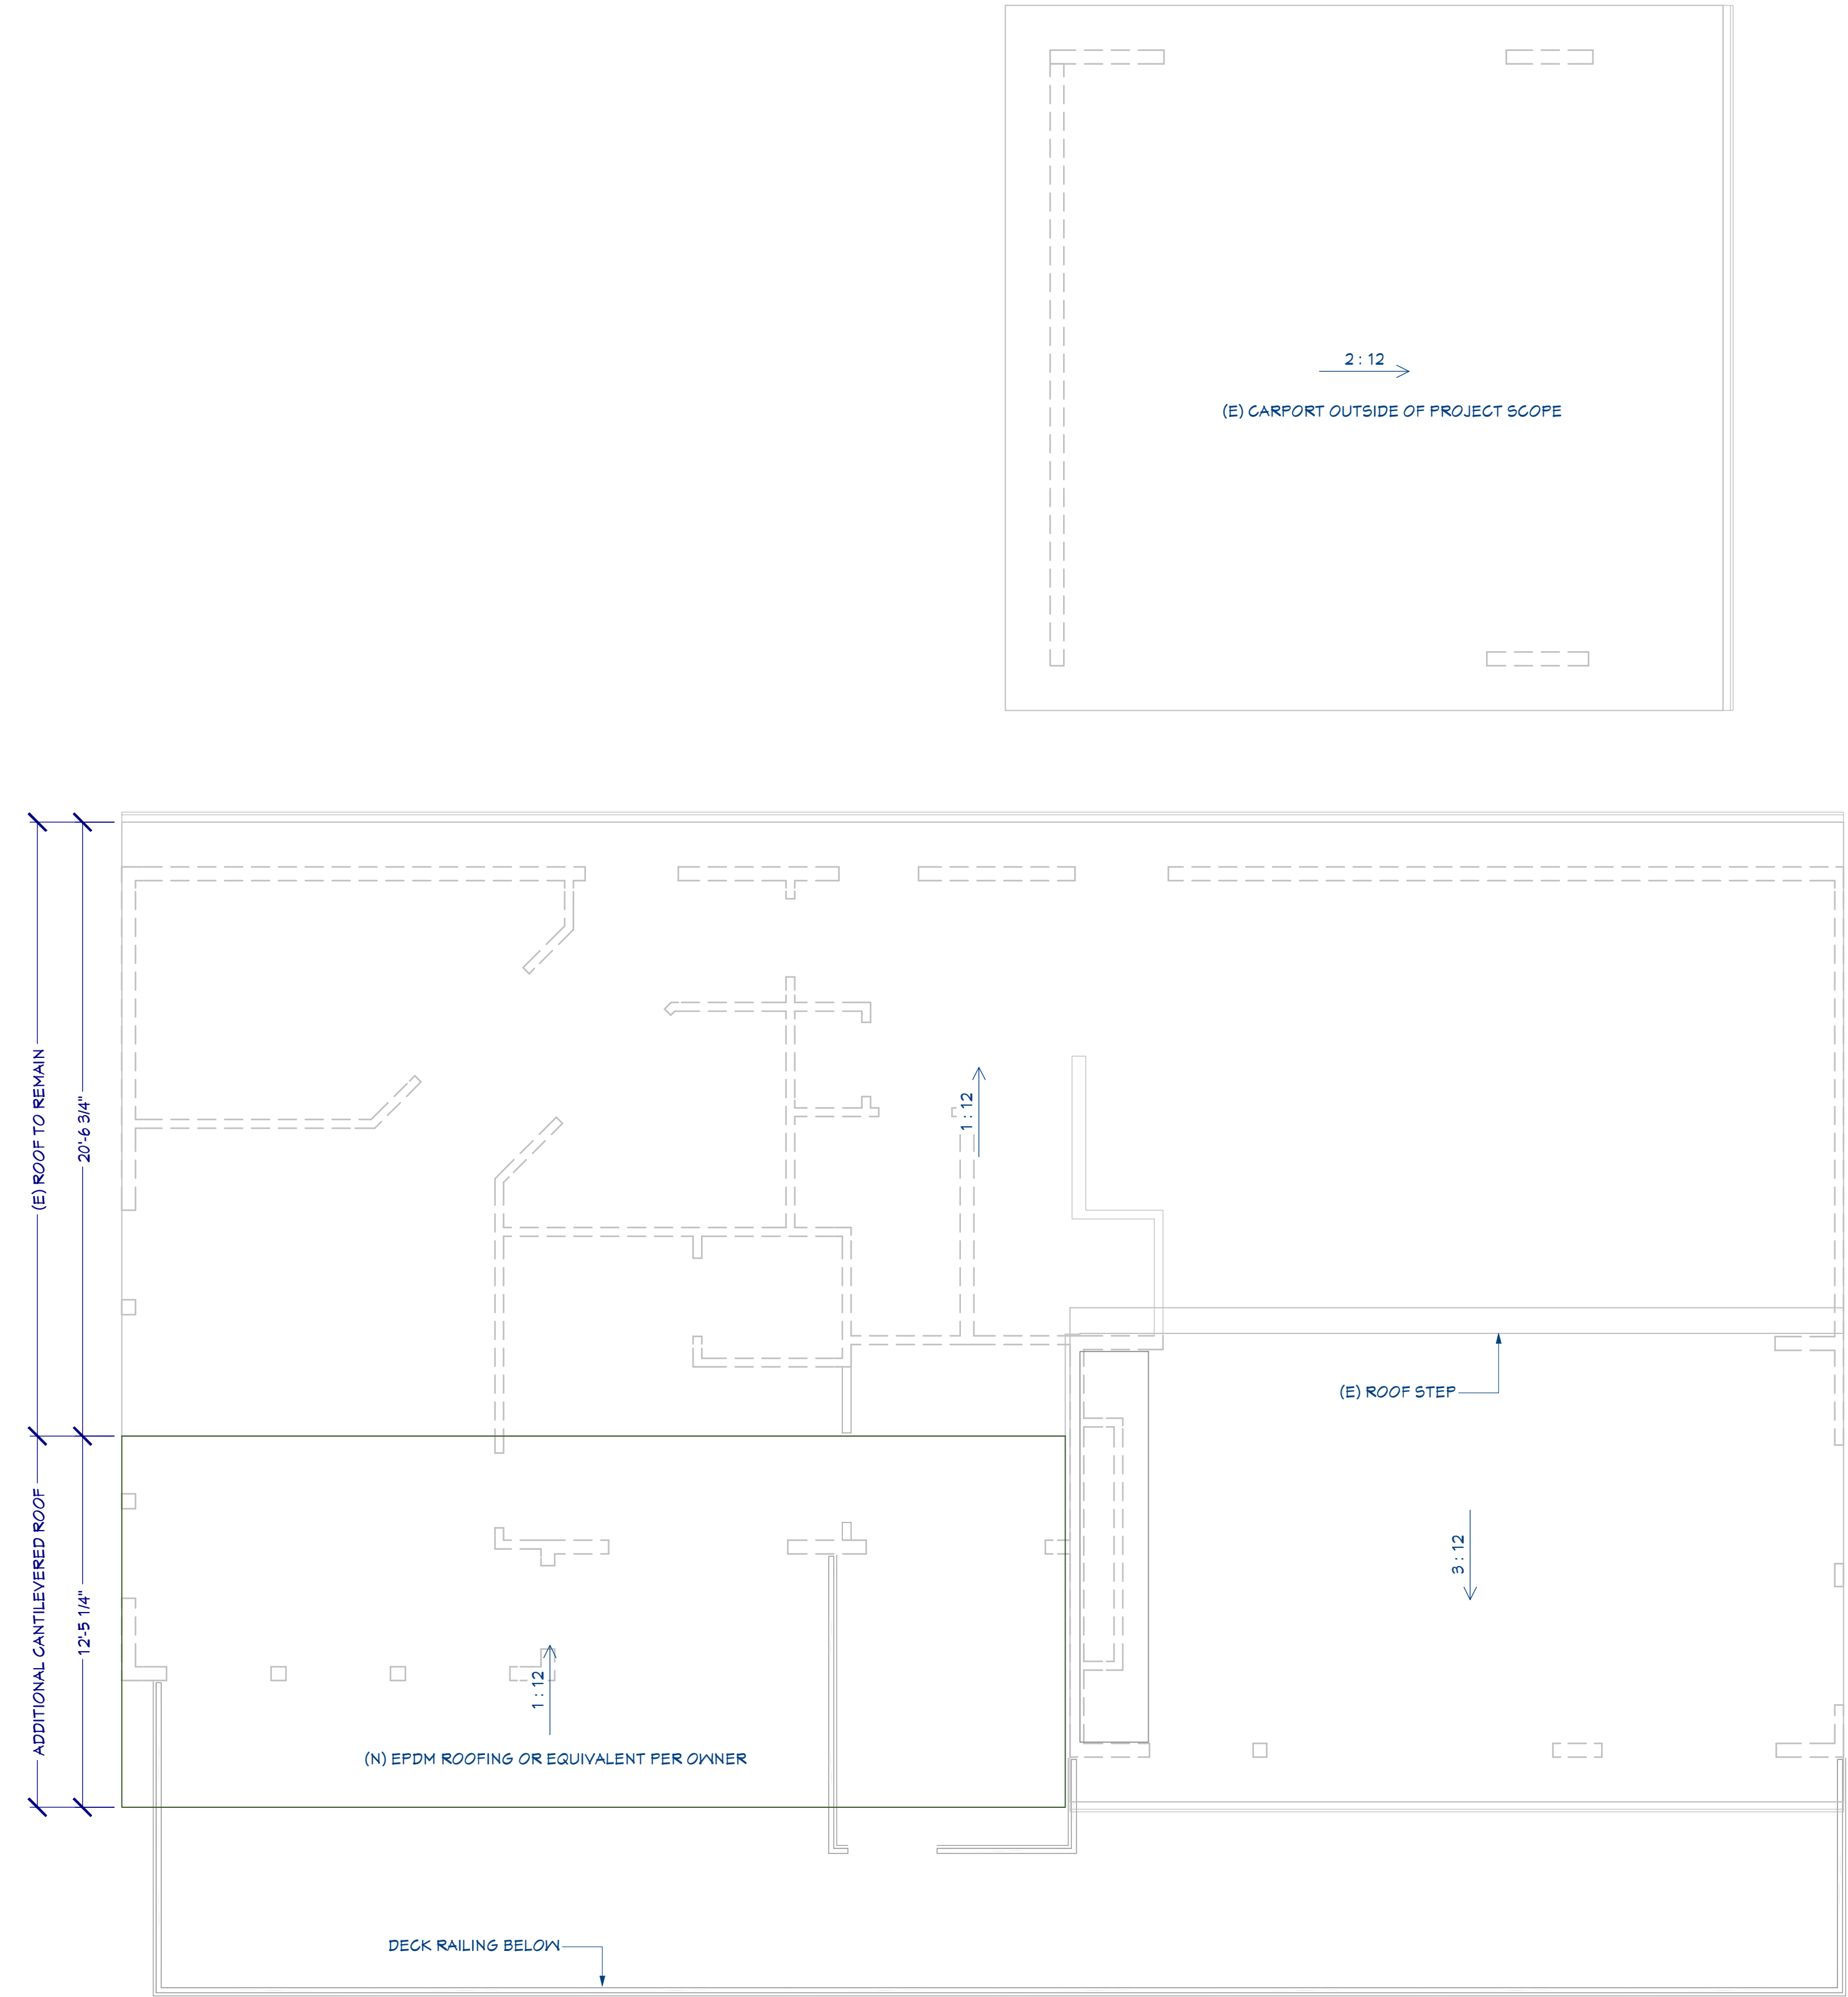 2 : 12
(E) CARPORT OUTSIDE OF PROJECT SCOPE
(E) ROOF TO REMAIN
20'-6 3/4"
1 : 12
(E) ROOF STEP
ADDITIONAL CANTILEVERED ROOF
12'-5 1/4"
3 : 12
1 : 12
(N) EPDM ROOFING OR EQUIVALENT PER OWNER
DECK RAILING BELOW